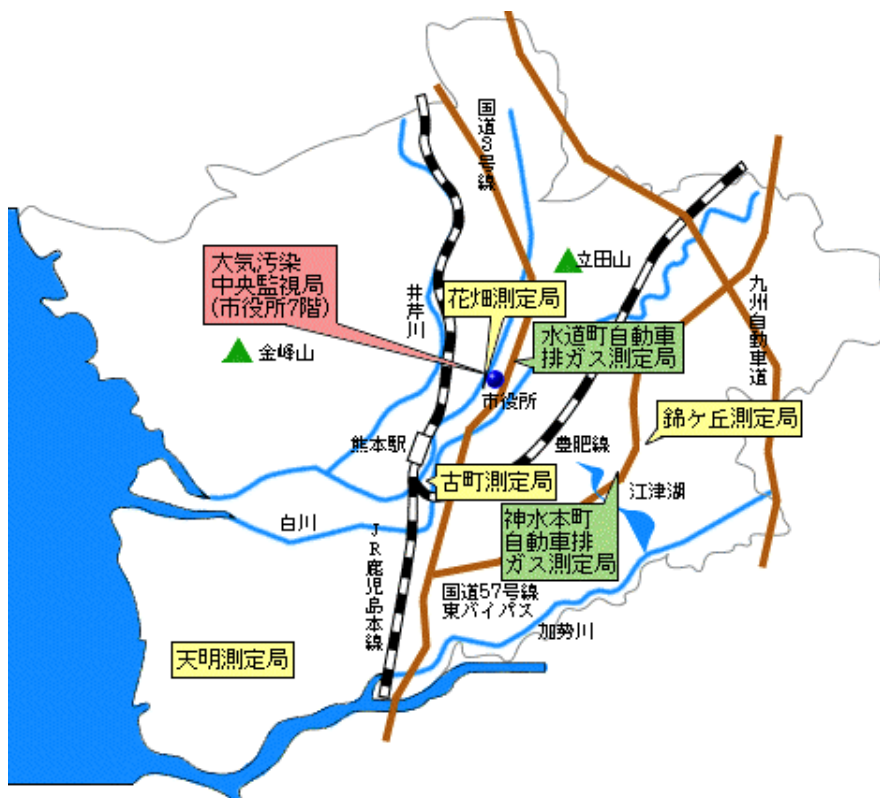 国道3号線
大気汚染
中央監視局
(市役所7階)
立田山
井芹川
花畑測定局
九州自動車道
水道町自動車
排ガス測定局
金峰山
市役所
錦ケ丘測定局
熊本駅
豊肥線
古町測定局
江津湖
白川
神水本町
自動車排
ガス測定局
JR鹿児島本線
国道57号線
東バイパス
加勢川
天明測定局